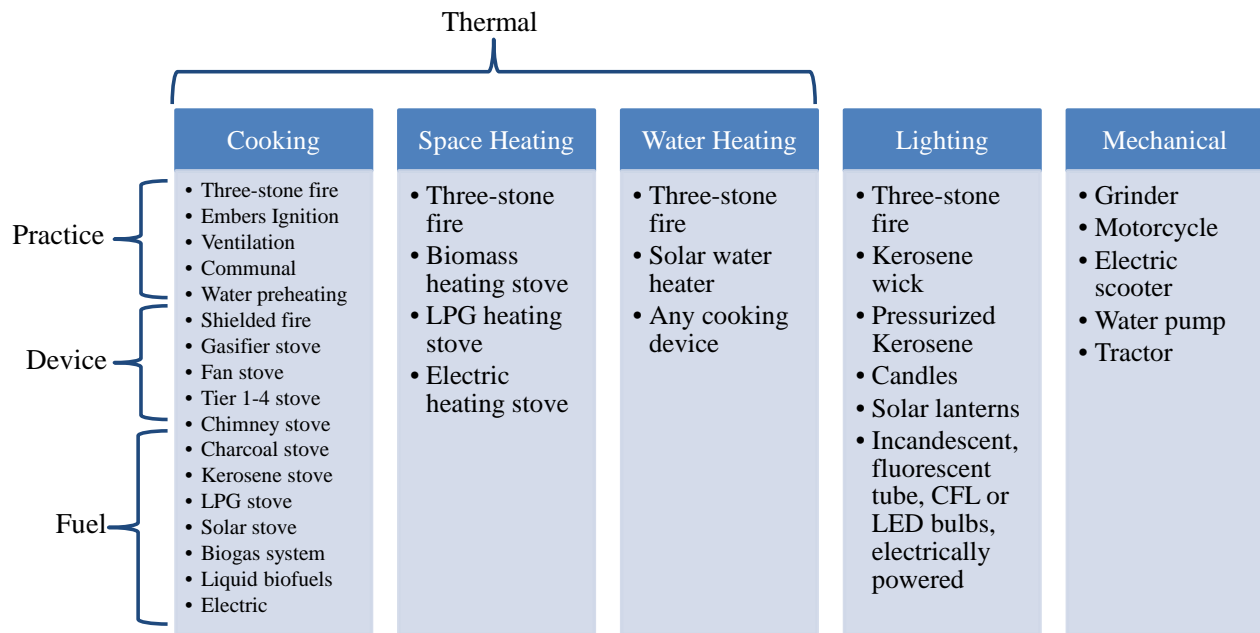 Thermal
Cooking
Space Heating
Water Heating
Lighting
Mechanical
Practice
Device
Fuel
• Three-stone fire
• Embers Ignition
• Ventilation
• Communal
• Water preheating
• Shielded fire
• Gasifier stove
• Fan stove
• Tier 1-4 stove
• Chimney stove
• Charcoal stove
• Kerosene stove
• LPG stove
• Solar stove
• Biogas system
• Liquid biofuels
• Electric
• Three-stone
fire
• Biomass
heating stove
• LPG heating
stove
• Electric
heating stove
• Three-stone
fire
• Solar water
heater
• Any cooking
device
• Three-stone
fire
• Kerosene
wick
• Pressurized
Kerosene
• Candles
• Solar lanterns
• Incandescent,
fluorescent
tube, CFL or
LED bulbs,
electrically
powered
• Grinder
• Motorcycle
• Electric
scooter
• Water pump
• Tractor